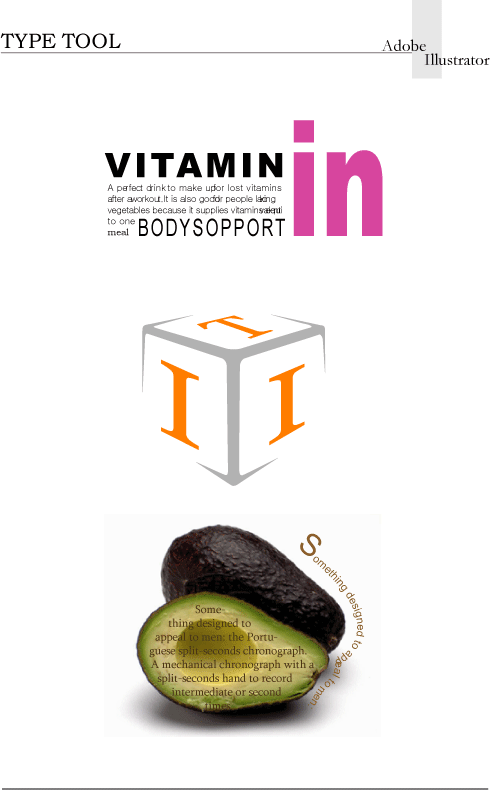 TYPE TOOL
Adobe
Illustrator
VITAMIN
in
A perfect drink to make up for lost vitamins
after a workout. It is also good for people
vegetables because it supplies vitamins
to one
meal
BODYSOPPORT
T
I
I
Something designed to appeal to men.
Some-
thing designed to
appeal to men: the Portu-
guese split-seconds chronograph.
A mechanical chronograph with a
split-seconds hand to record
intermediate or second
times